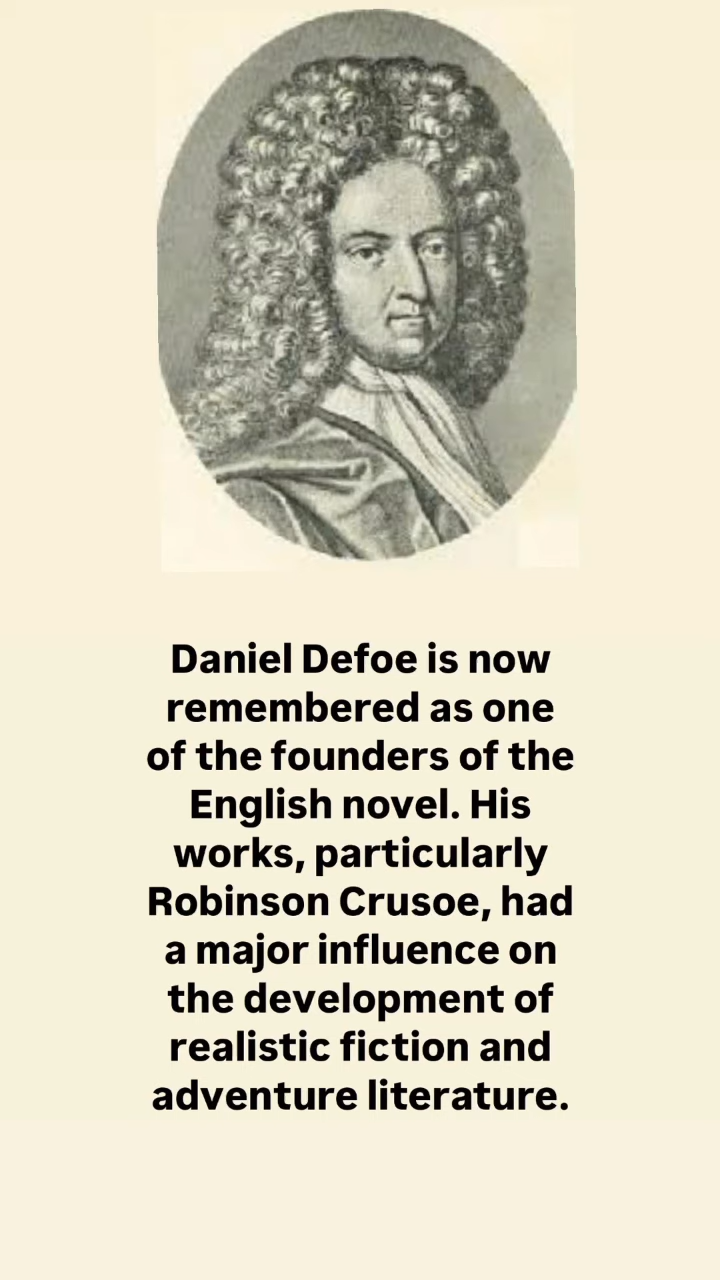 Daniel Defoe is now
remembered as one
of the founders of the
English novel. His
works, particularly
Robinson Crusoe, had
a major influence on
the development of
realistic fiction and
adventure literature.